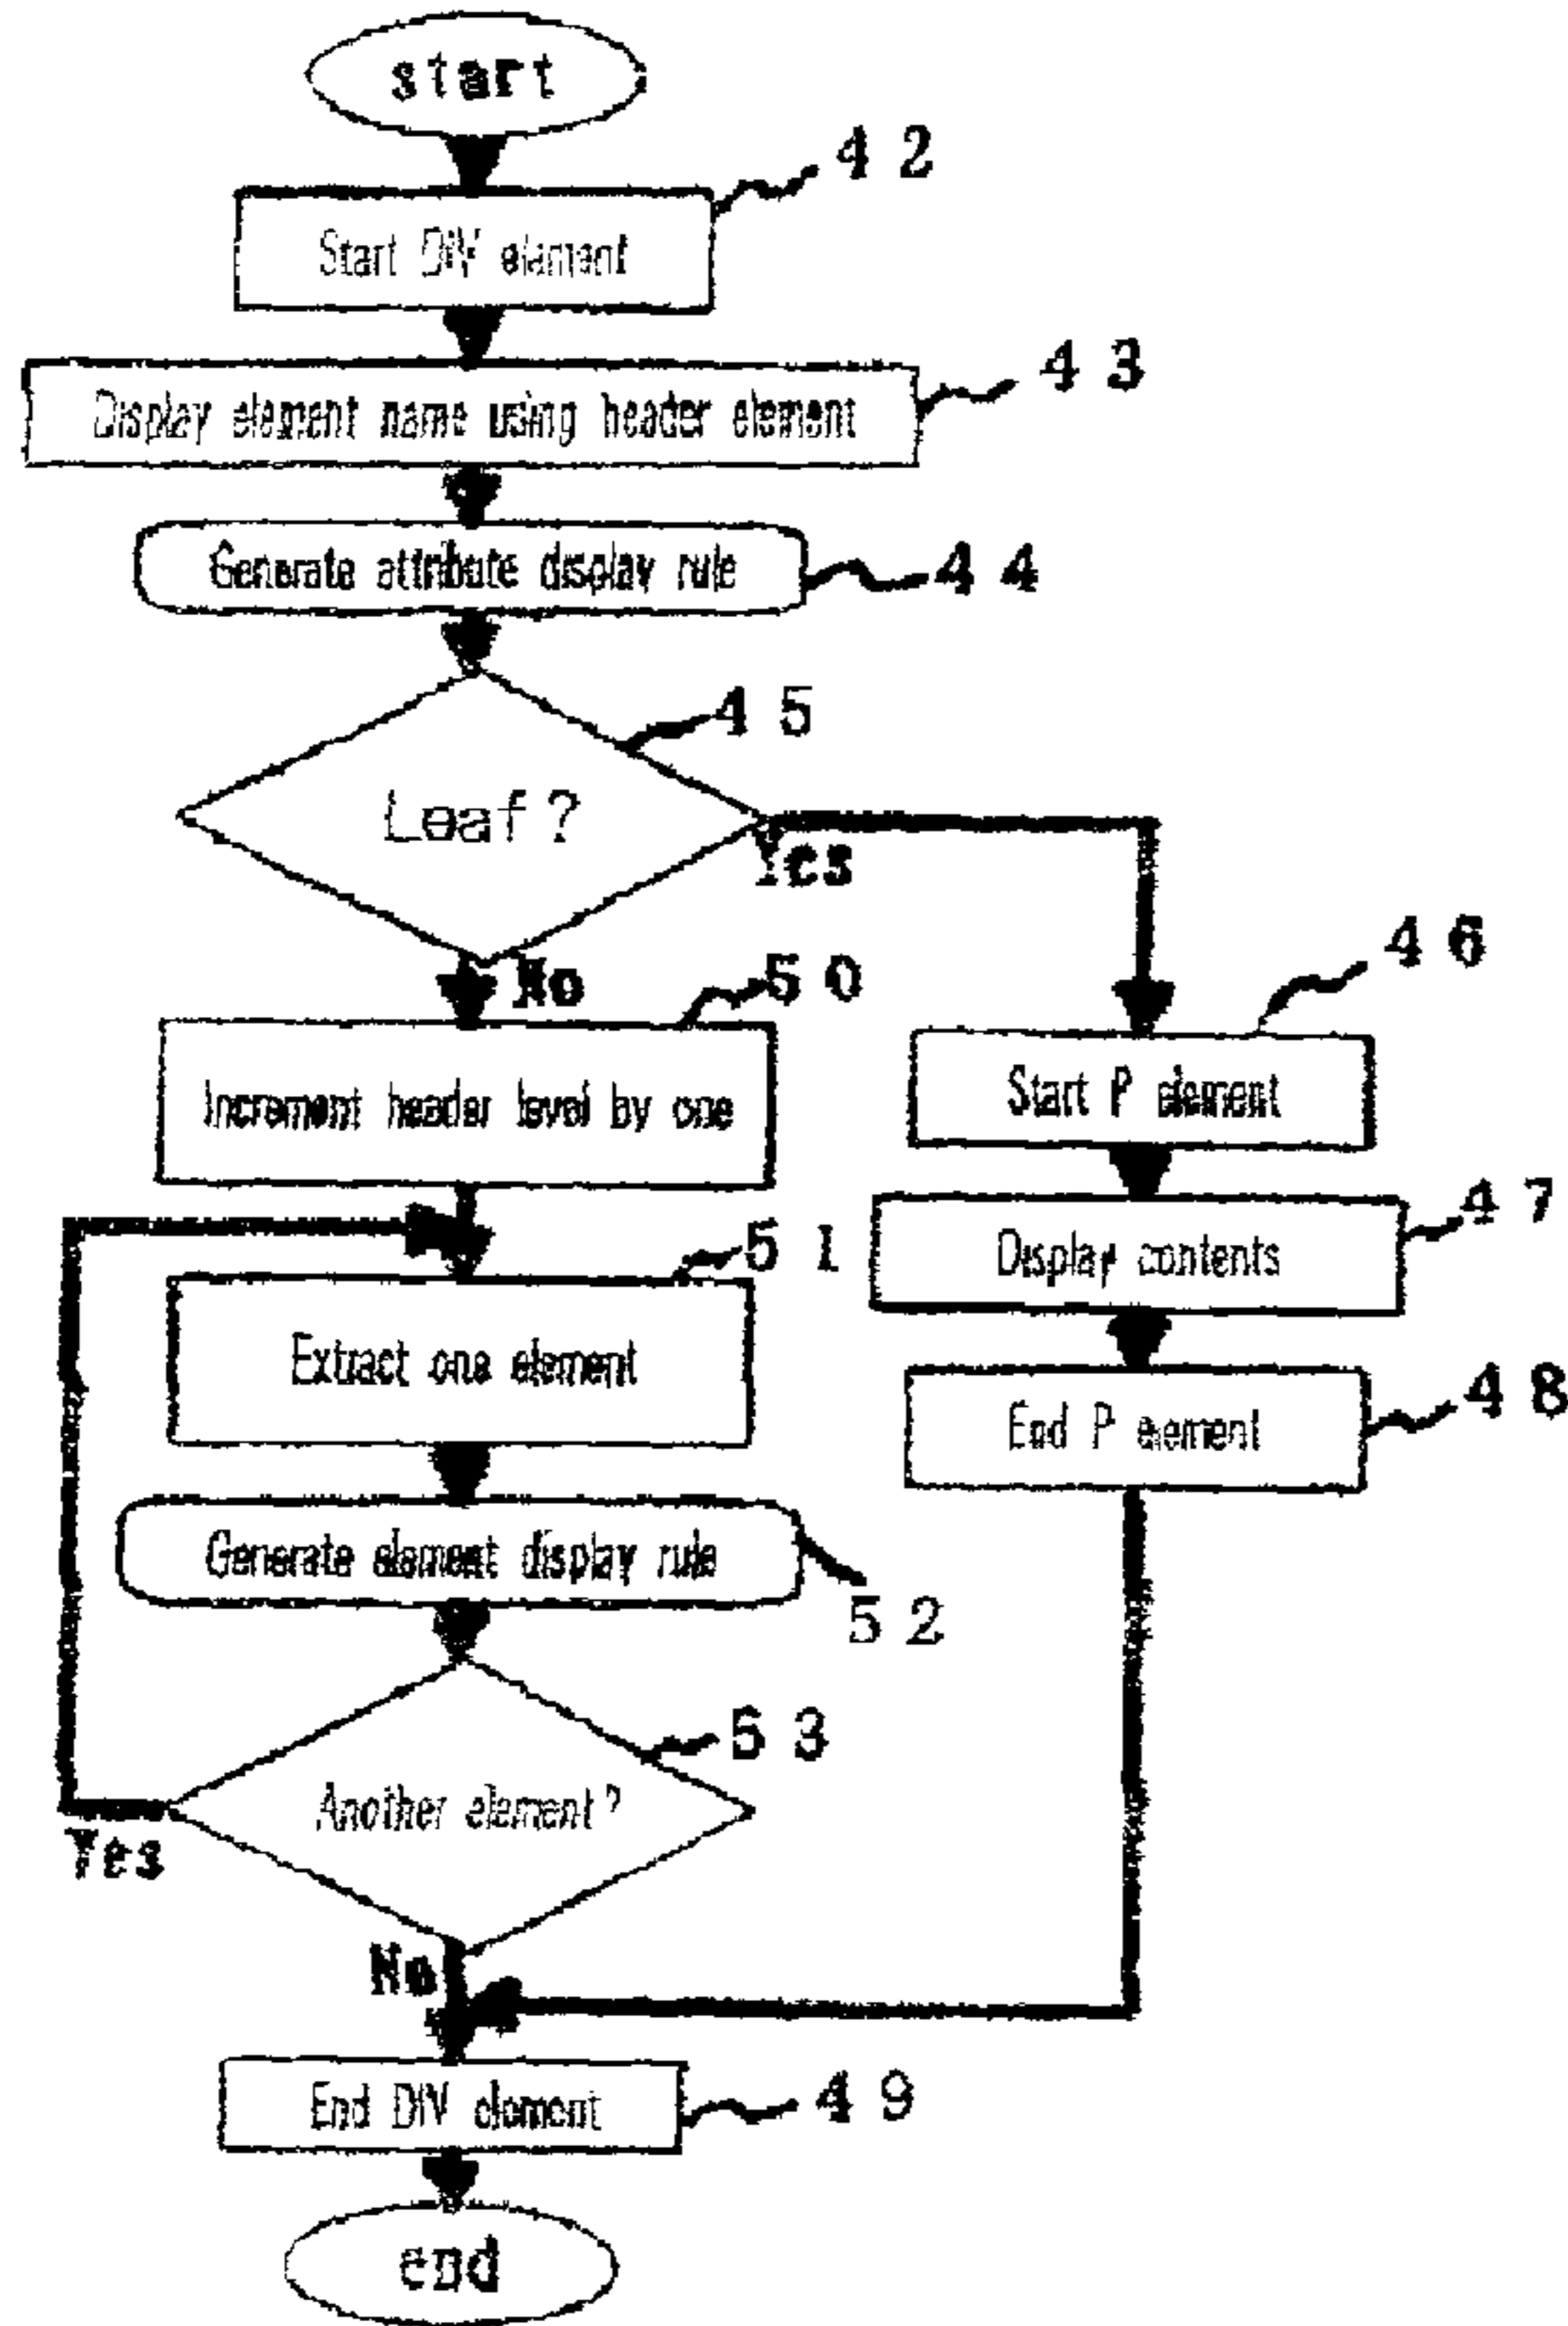 start
42
Start DIV element
43
Display element name using header element
Generate attribute display rule
44
45
Leaf?
Yes
No
50
46
Increment header level by one
Start P element
47
51
Display contents
Extract one element
48
End P element
Generate element display rule
52
53
Another element?
Yes
No
End DIV element
49
end